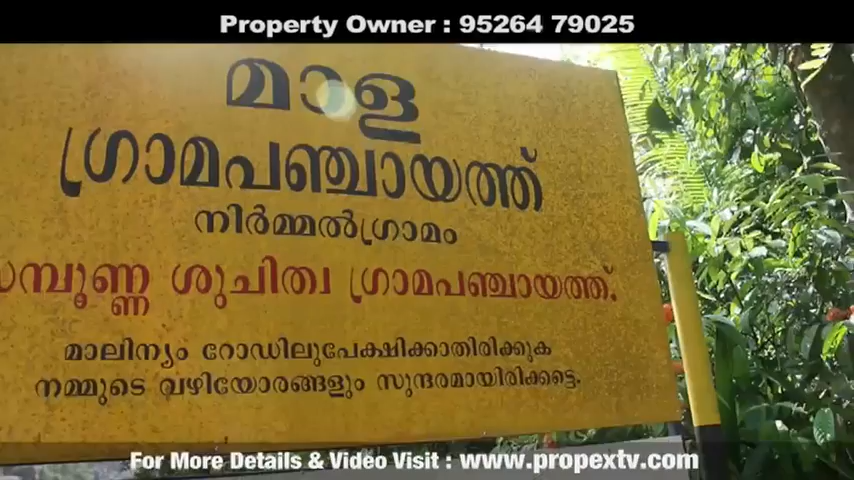 Property Owner : 95264 79025
മാള
ഗ്രാമപഞ്ചായത്ത്
നിർമ്മൽഗ്രാമം
സമ്പൂർണ്ണ ശുചിത്വ ഗ്രാമപഞ്ചായത്ത്.
മാലിന്യം റോഡിലുപേക്ഷിക്കാതിരിക്കുക
നമ്മുടെ വഴിയോരങ്ങളും സുന്ദരമായിരിക്കട്ടെ.
For More Details & Video Visit : www.propextv.com